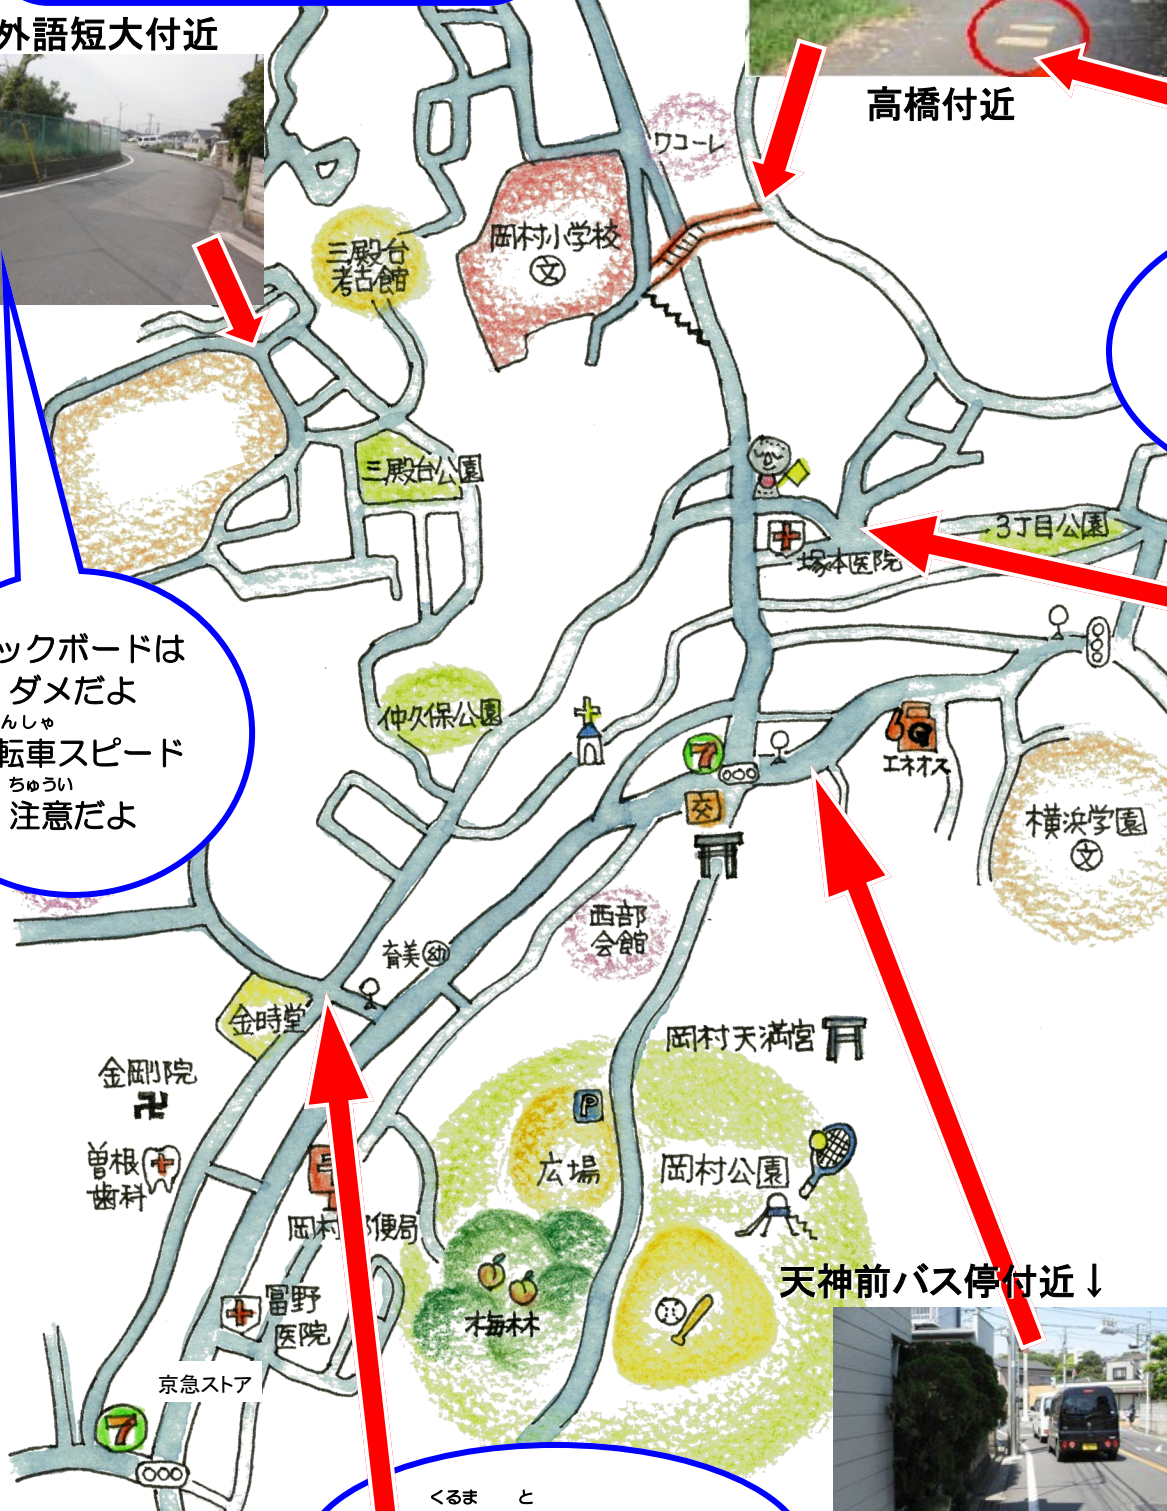 外語短大付近
高橋付近
ワコーレ
岡村小学校
文
三殿台
考古館
三殿台公園
3丁目公園
塚本医院
ックボードは
ダメだよ
んしゃ
転車スピード
ちゅうい
注意だよ
仲久保公園
7
交
エネオス
横浜学園
文
西部
会館
育美幼
金時堂
岡村天満宮
金剛院
卍
P
曽根
歯科
広場
岡村公園
岡村
便局
天神前バス停付近↓
冨野
医院
梅林
京急ストア
7
くるま と